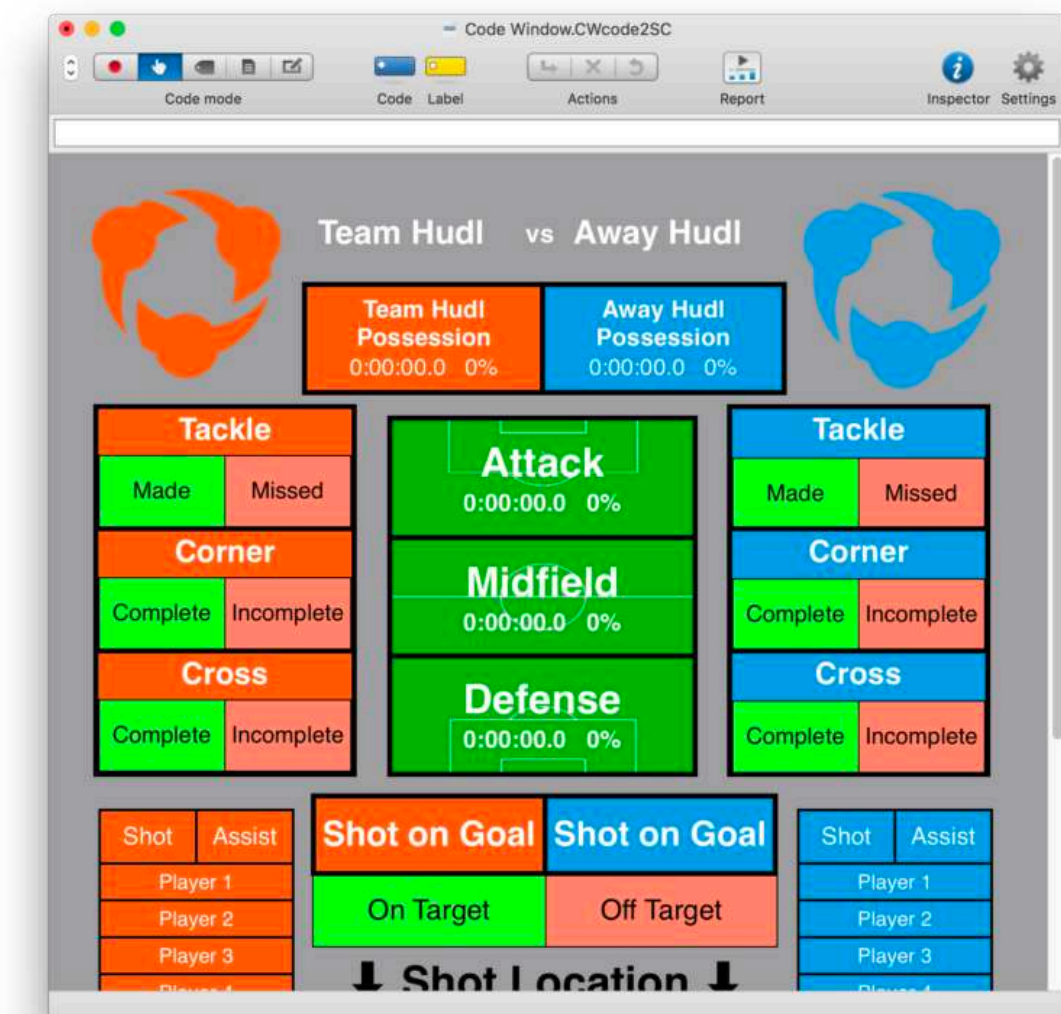 Code Window.CWcode2SC
Code mode
Code Label
Actions
Report
Inspector Settings
Team Hudl vs Away Hudl
Team Hudl
Possession
0:00:00.0 0%
Away Hudl
Possession
0:00:00.0 0%
Tackle
Made Missed
Corner
Complete Incomplete
Cross
Complete Incomplete
Attack
0:00:00.0 0%
Midfield
0:00:00.0 0%
Defense
0:00:00.0 0%
Tackle
Made Missed
Corner
Complete Incomplete
Cross
Complete Incomplete
Shot Assist
Player 1
Player 2
Player 3
Shot on Goal Shot on Goal
On Target Off Target
Shot Location
Shot Assist
Player 1
Player 2
Player 3